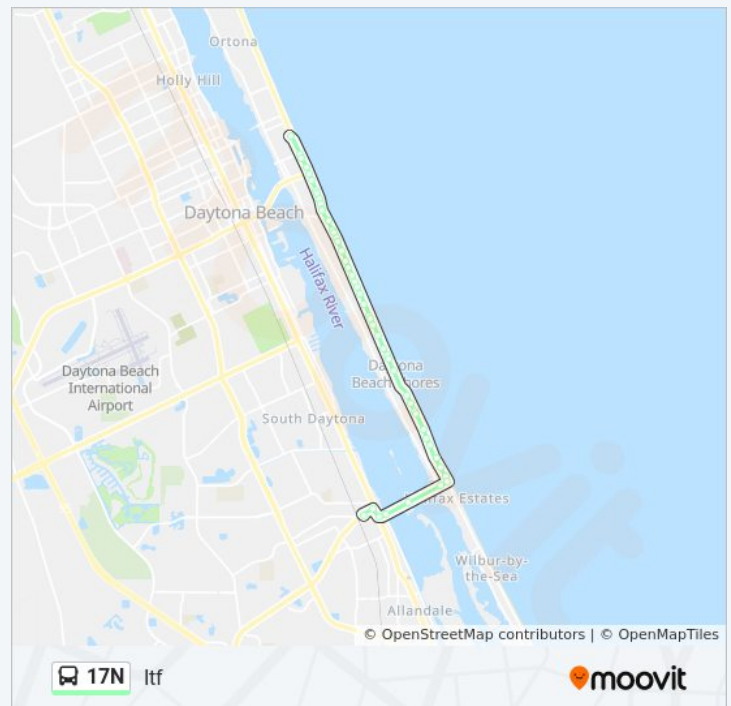 Ortona
Holly Hill
Daytona Beach
Halifax River
Daytona Beach
International
Airport
Daytona
Beach Shores
South Daytona
Halifax Estates
Wilbur-by-
the-Sea
Allandale
© OpenStreetMap contributors | © OpenMapTiles
17N
moovit